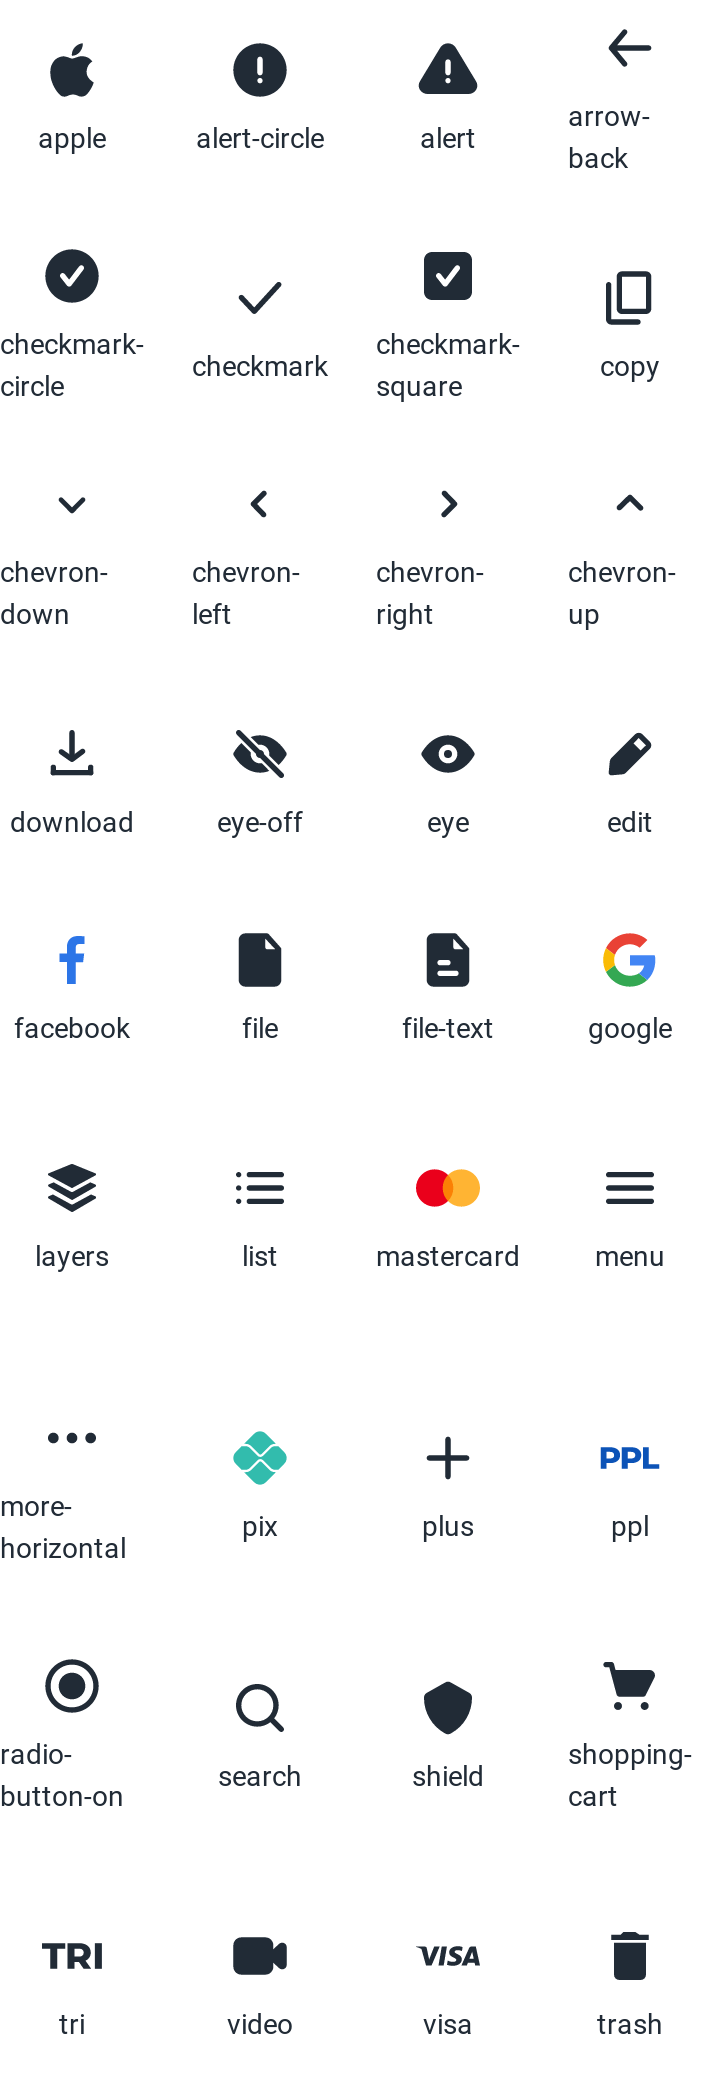 apple
alert-circle
alert
arrow-
back
checkmark-
circle
checkmark
checkmark-
square
copy
chevron-
down
chevron-
left
chevron-
right
chevron-
up
download
eye-off
eye
edit
facebook
file
file-text
google
layers
list
mastercard
menu
more-
horizontal
pix
plus
PPL
ppl
radio-
button-on
search
shield
shopping-
cart
TRI
tri
video
VISA
visa
trash